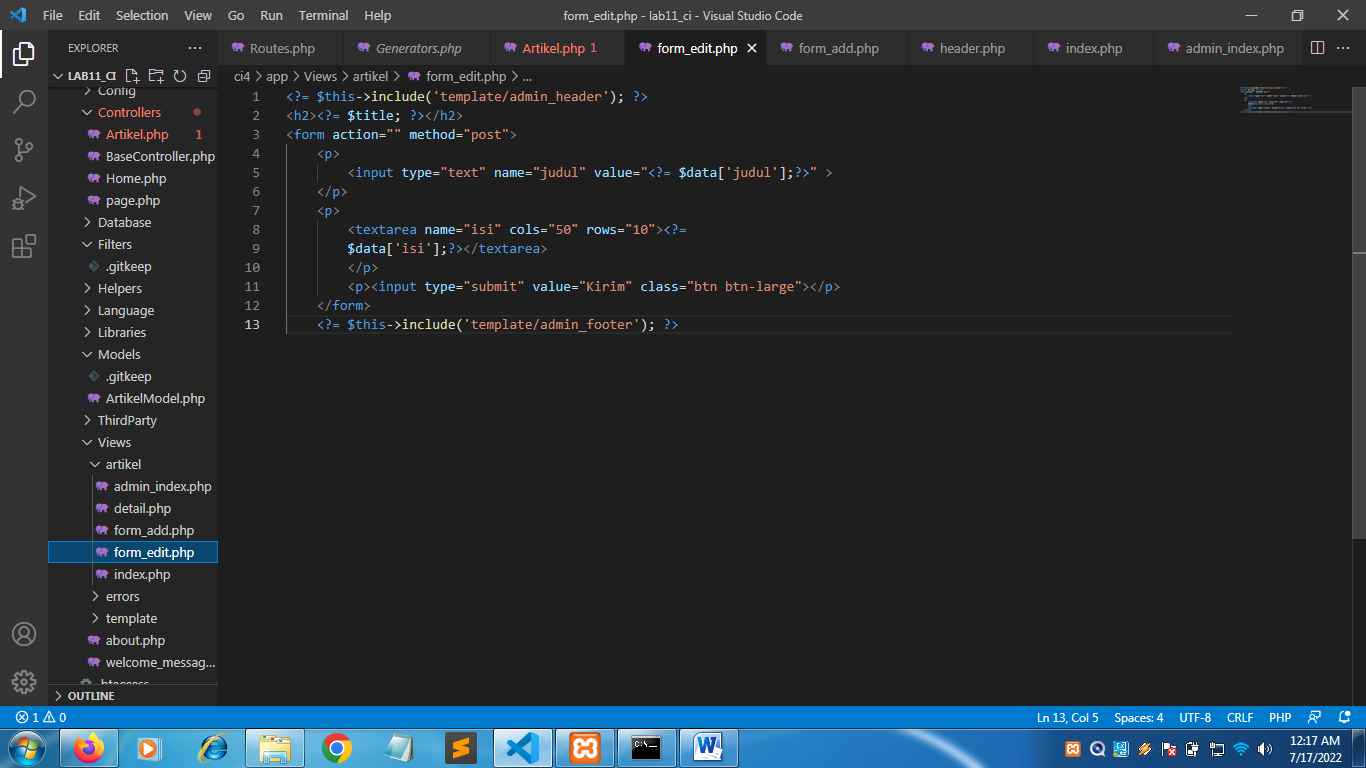 File Edit Selection View Go Run Terminal Help form_edit.php - lab11_ci - Visual Studio Code
EXPLORER ... Routes.php Generators.php Artikel.php 1 form_edit.php form_add.php header.php index.php admin_index.php ...
LAB11_CI ci4 > app > Views > artikel > form_edit.php > ...
Config
Controllers
Artikel.php 1
BaseController.php
Home.php
page.php
Database
Filters
.gitkeep
Helpers
Language
Libraries
Models
.gitkeep
ArtikelModel.php
ThirdParty
Views
artikel
admin_index.php
detail.php
form_add.php
form_edit.php
index.php
errors
template
about.php
welcome_messag...
.htaccess
OUTLINE
1 <?= $this->include('template/admin_header'); ?>
2 <h2><?= $title; ?></h2>
3 <form action="" method="post">
4 <p>
5 <input type="text" name="judul" value="<?= $data['judul'];?>" >
6 </p>
7 <p>
8 <textarea name="isi" cols="50" rows="10"><?=
9 $data['isi'];?></textarea>
10 </p>
11 <p><input type="submit" value="Kirim" class="btn btn-large"></p>
12 </form>
13 <?= $this->include('template/admin_footer'); ?>
1 0 Ln 13, Col 5 Spaces: 4 UTF-8 CRLF PHP
C:\
12:17 AM
7/17/2022